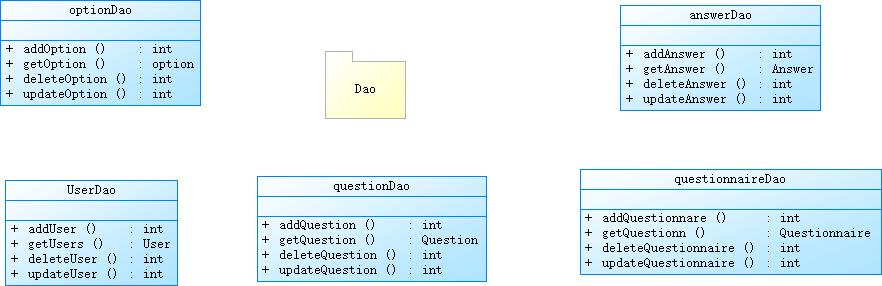 optionDao
+ addOption () : int
+ getOption () : option
+ deleteOption () : int
+ updateOption () : int
Dao
answerDao
+ addAnswer () : int
+ getAnswer () : Answer
+ deleteAnswer () : int
+ updateAnswer () : int
UserDao
+ addUser () : int
+ getUsers () : User
+ deleteUser () : int
+ updateUser () : int
questionDao
+ addQuestion () : int
+ getQuestion () : Question
+ deleteQuestion () : int
+ updateQuestion () : int
questionnaireDao
+ addQuestionnare () : int
+ getQuestionn () : Questionnaire
+ deleteQuestionnaire () : int
+ updateQuestionnaire () : int